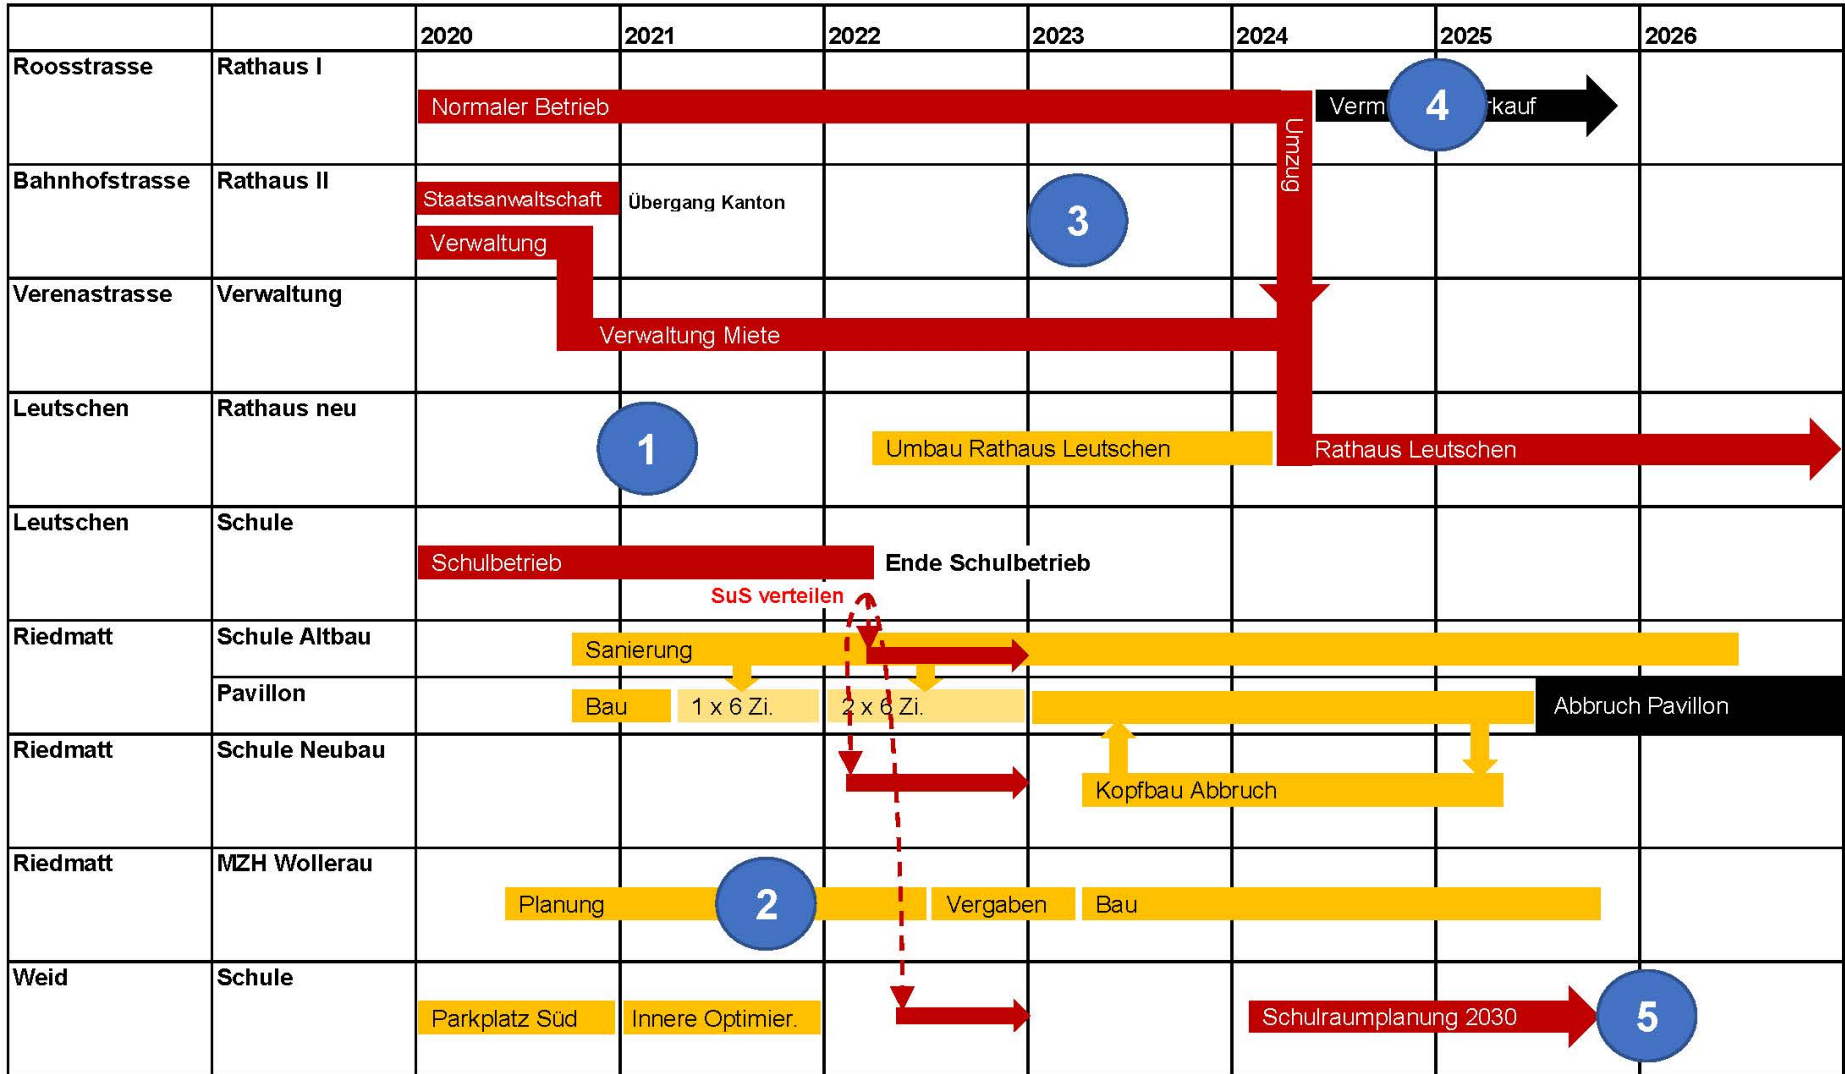 2020 2021 2022 2023 2024 2025 2026
Roosstrasse Rathaus I
Normaler Betrieb
Umzug
4
Bahnhofstrasse Rathaus II
Staatsanwaltschaft Übergang Kanton
3
Verwaltung
Verenastrasse Verwaltung
Verwaltung Miete
Leutschen Rathaus neu
1
Umbau Rathaus Leutschen Rathaus Leutschen
Leutschen Schule
Schulbetrieb Ende Schulbetrieb
SuS verteilen
Riedmatt Schule Altbau
Sanierung
Pavillon
Bau 1 x 6 Zi. 2 x 6 Zi. Abbruch Pavillon
Riedmatt Schule Neubau
Kopfbau Abbruch
Riedmatt MZH Wollerau
Planung 2 Vergaben Bau
Weid Schule
Parkplatz Süd Innere Optimier. Schulraumplanung 2030 5